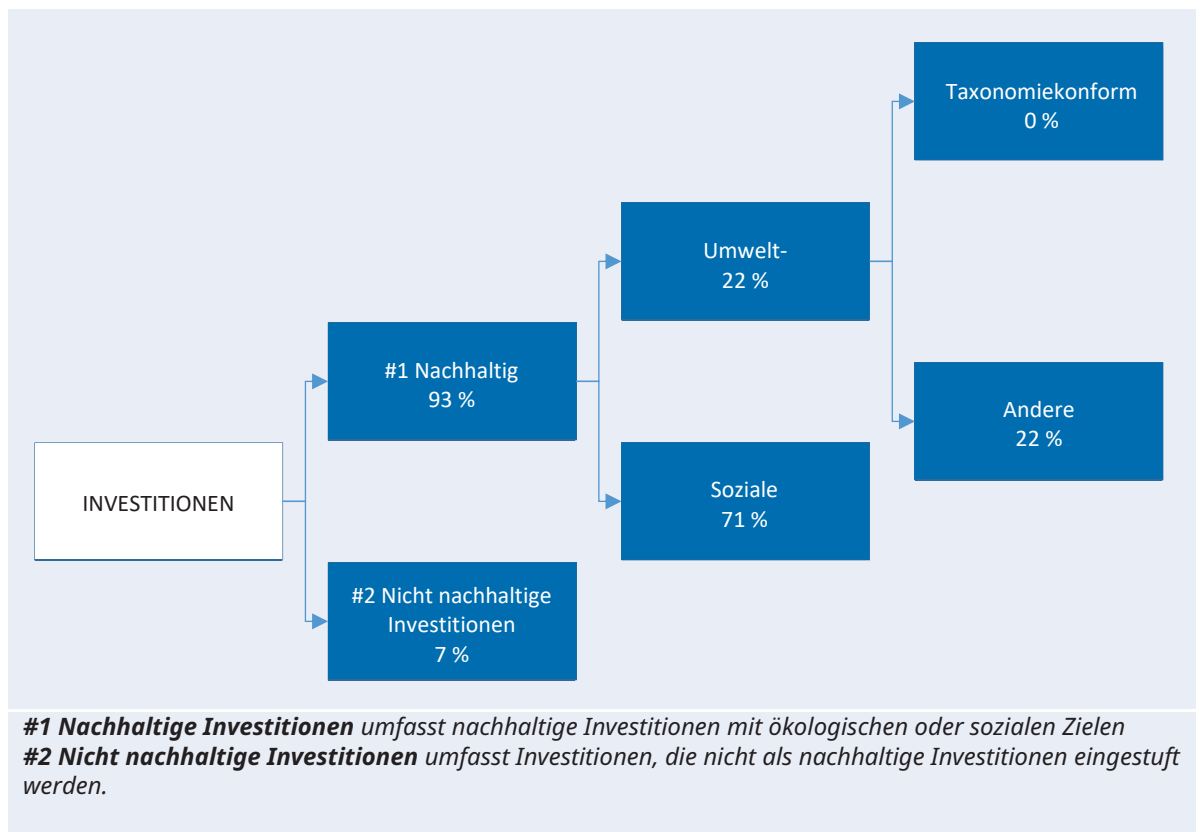 Taxonomiekonform
0 %
Umwelt-
22 %
#1 Nachhaltig
93 %
Andere
22 %
INVESTITIONEN
Soziale
71 %
#2 Nicht nachhaltige
Investitionen
7 %
#1 Nachhaltige Investitionen umfasst nachhaltige Investitionen mit ökologischen oder sozialen Zielen
#2 Nicht nachhaltige Investitionen umfasst Investitionen, die nicht als nachhaltige Investitionen eingestuft
werden.